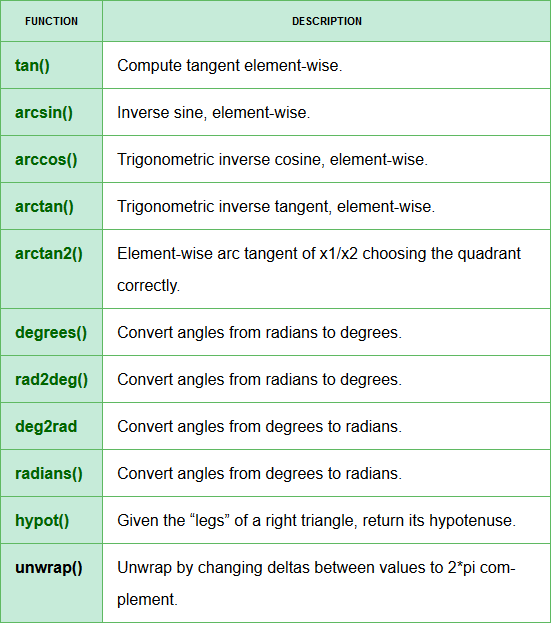 FUNCTION DESCRIPTION
tan() Compute tangent element-wise.
arcsin() Inverse sine, element-wise.
arccos() Trigonometric inverse cosine, element-wise.
arctan() Trigonometric inverse tangent, element-wise.
arctan2() Element-wise arc tangent of x1/x2 choosing the quadrant
correctly.
degrees() Convert angles from radians to degrees.
rad2deg() Convert angles from radians to degrees.
deg2rad Convert angles from degrees to radians.
radians() Convert angles from degrees to radians.
hypot() Given the “legs” of a right triangle, return its hypotenuse.
unwrap() Unwrap by changing deltas between values to 2*pi com-
plement.